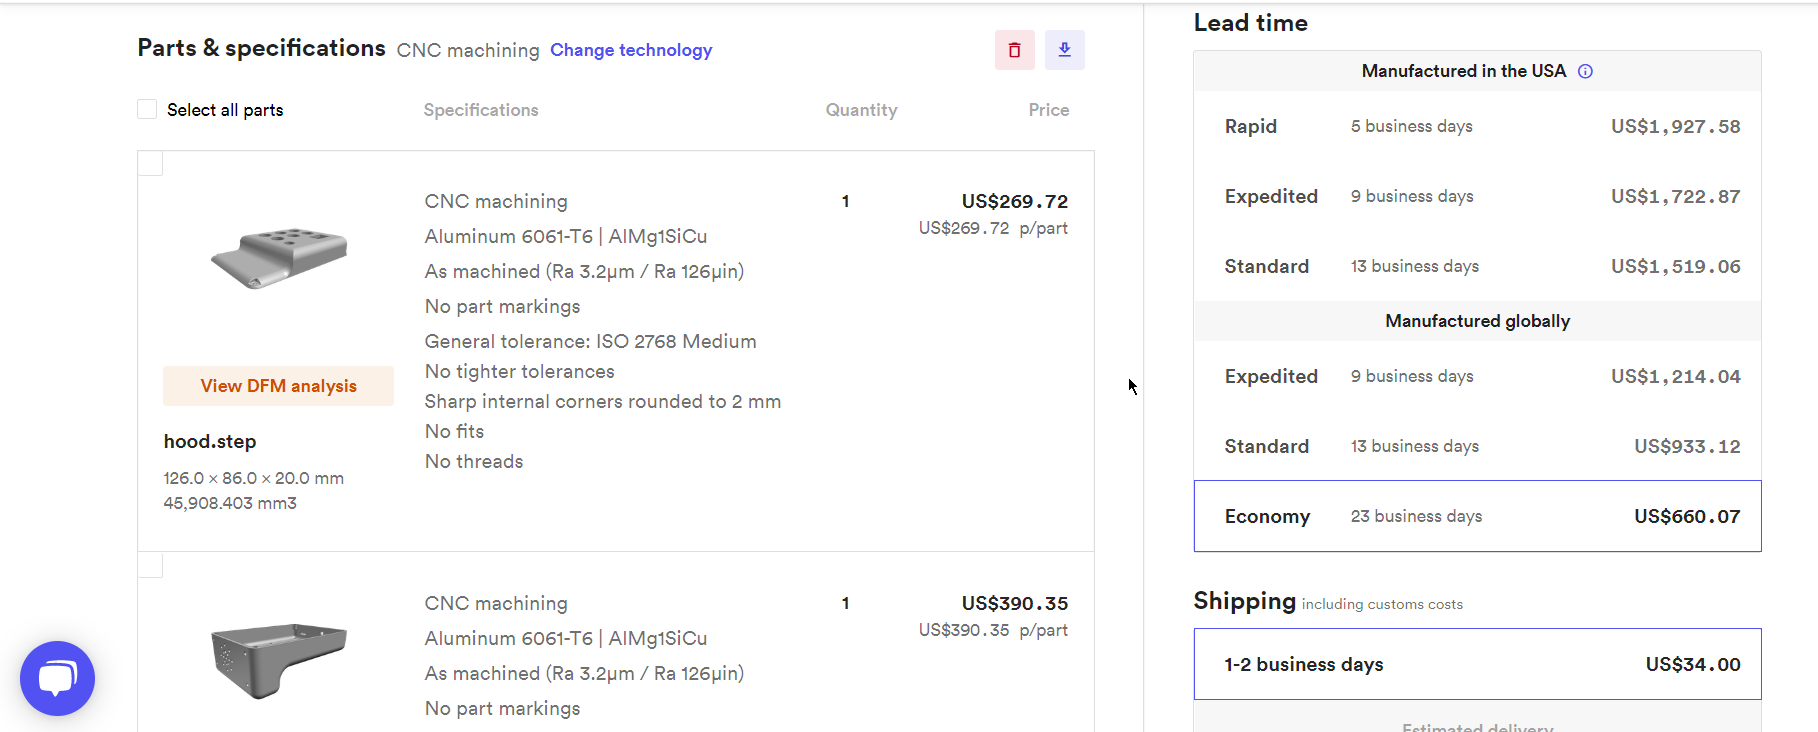 Parts & specifications CNC machining Change technology
Select all parts Specifications Quantity Price
CNC machining 1 US$269.72
US$269.72 p/part
Aluminum 6061-T6 | AlMg1SiCu
As machined (Ra 3.2μm / Ra 126μin)
No part markings
General tolerance: ISO 2768 Medium
No tighter tolerances
View DFM analysis
Sharp internal corners rounded to 2 mm
No fits
hood.step
No threads
126.0 × 86.0 × 20.0 mm
45,908.403 mm3
CNC machining 1 US$390.35
US$390.35 p/part
Aluminum 6061-T6 | AlMg1SiCu
As machined (Ra 3.2μm / Ra 126μin)
No part markings
Lead time
Manufactured in the USA
Rapid 5 business days US$1,927.58
Expedited 9 business days US$1,722.87
Standard 13 business days US$1,519.06
Manufactured globally
Expedited 9 business days US$1,214.04
Standard 13 business days US$933.12
Economy 23 business days US$660.07
Shipping including customs costs
1-2 business days US$34.00
Estimated delivery